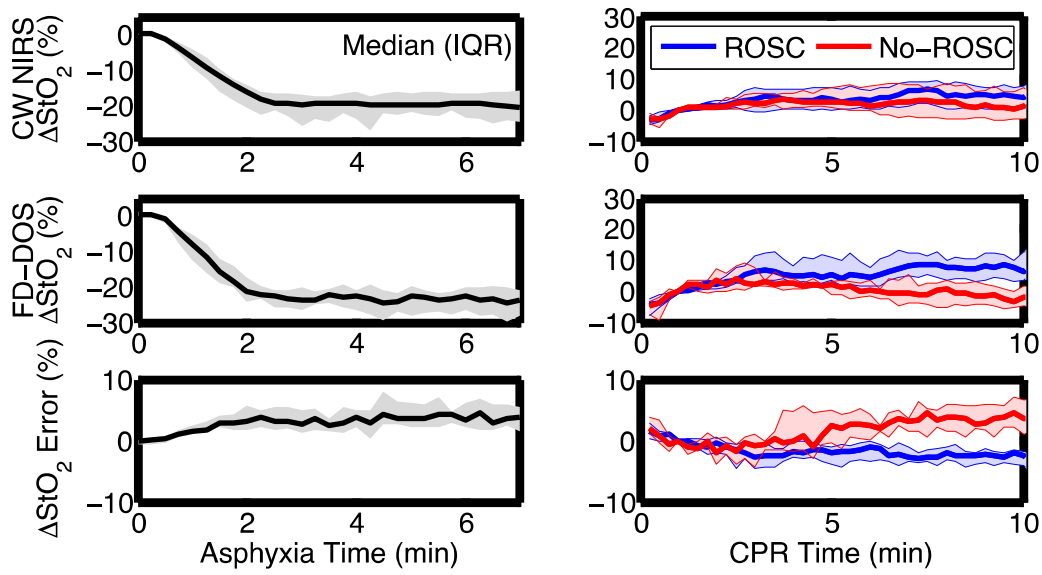 CW NIRS
ΔStO₂ (%)
0
−10
−20
−30
Median (IQR)
0 2 4 6
30
20
10
0
−10
ROSC No−ROSC
0 5 10
FD−DOS
ΔStO₂ (%)
0
−10
−20
−30
0 2 4 6
30
20
10
0
−10
0 5 10
ΔStO₂ Error (%)
10
0
−10
0 2 4 6
Asphyxia Time (min)
10
0
−10
0 5 10
CPR Time (min)